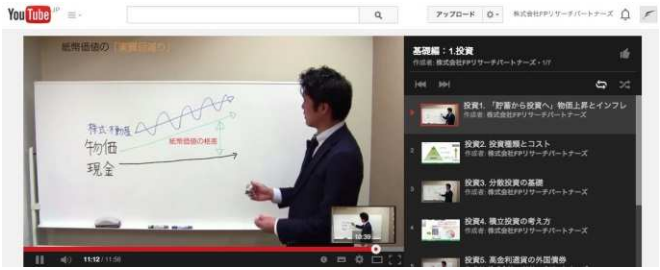 YouTube JP
アップロード
株式会社FPリサーチパートナーズ
紙幣価値の「実質目減り」
株式・不動産
物価
現金
紙幣価値の格差
10:39
11:12 / 11:56
基礎編：1.投資
作成者: 株式会社FPリサーチパートナーズ・1/7
投資1. 「貯蓄から投資へ」物価上昇とインフレ
作成者: 株式会社FPリサーチパートナーズ
2
投資2. 投資種類とコスト
作成者: 株式会社FPリサーチパートナーズ
3
投資3. 分散投資の基礎
作成者: 株式会社FPリサーチパートナーズ
4
投資4. 積立投資の考え方
作成者: 株式会社FPリサーチパートナーズ
投資5. 高金利通貨の外国債券